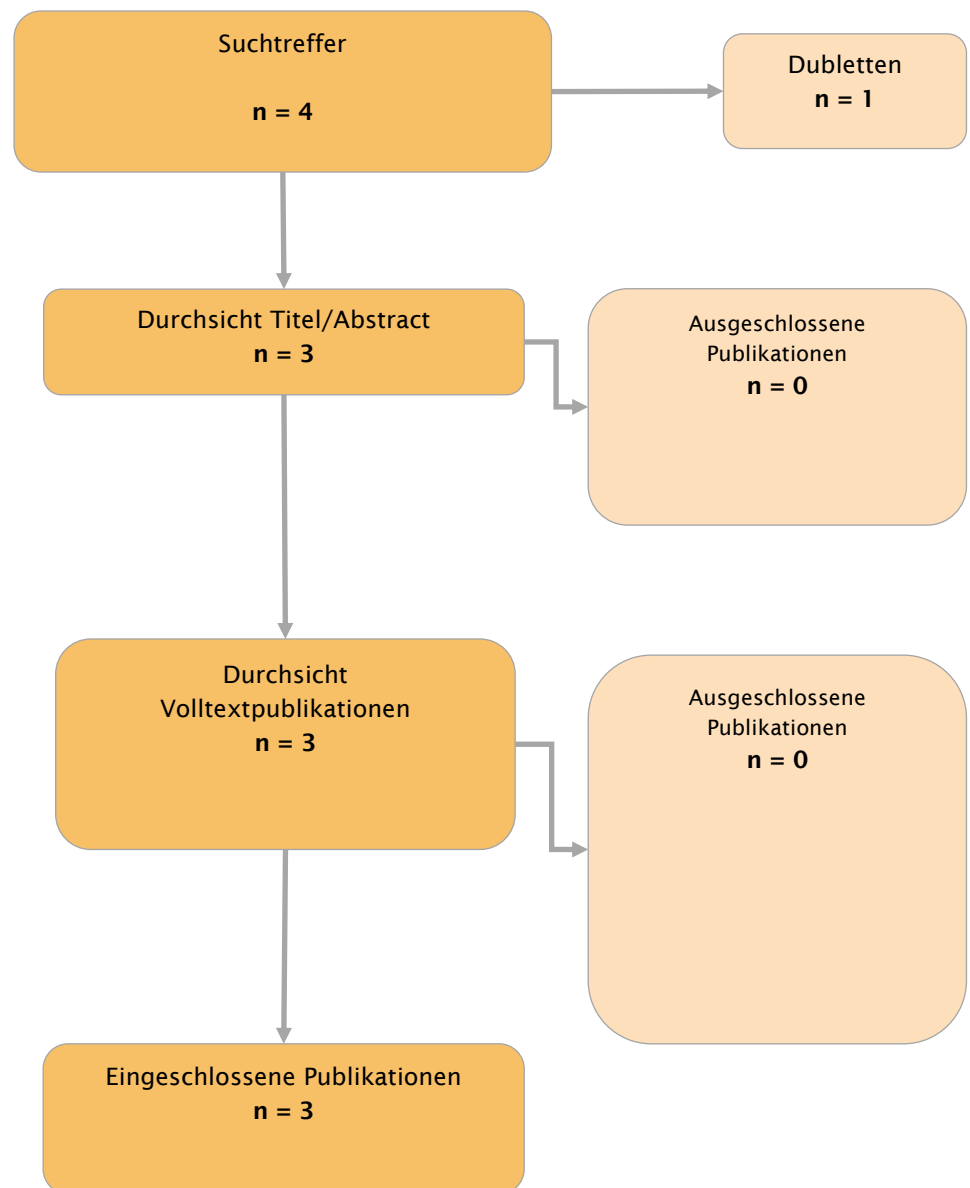 Suchtreffer
n = 4
Dubletten
n = 1
Durchsicht Titel/Abstract
n = 3
Ausgeschlossene
Publikationen
n = 0
Durchsicht
Volltextpublikationen
n = 3
Ausgeschlossene
Publikationen
n = 0
Eingeschlossene Publikationen
n = 3